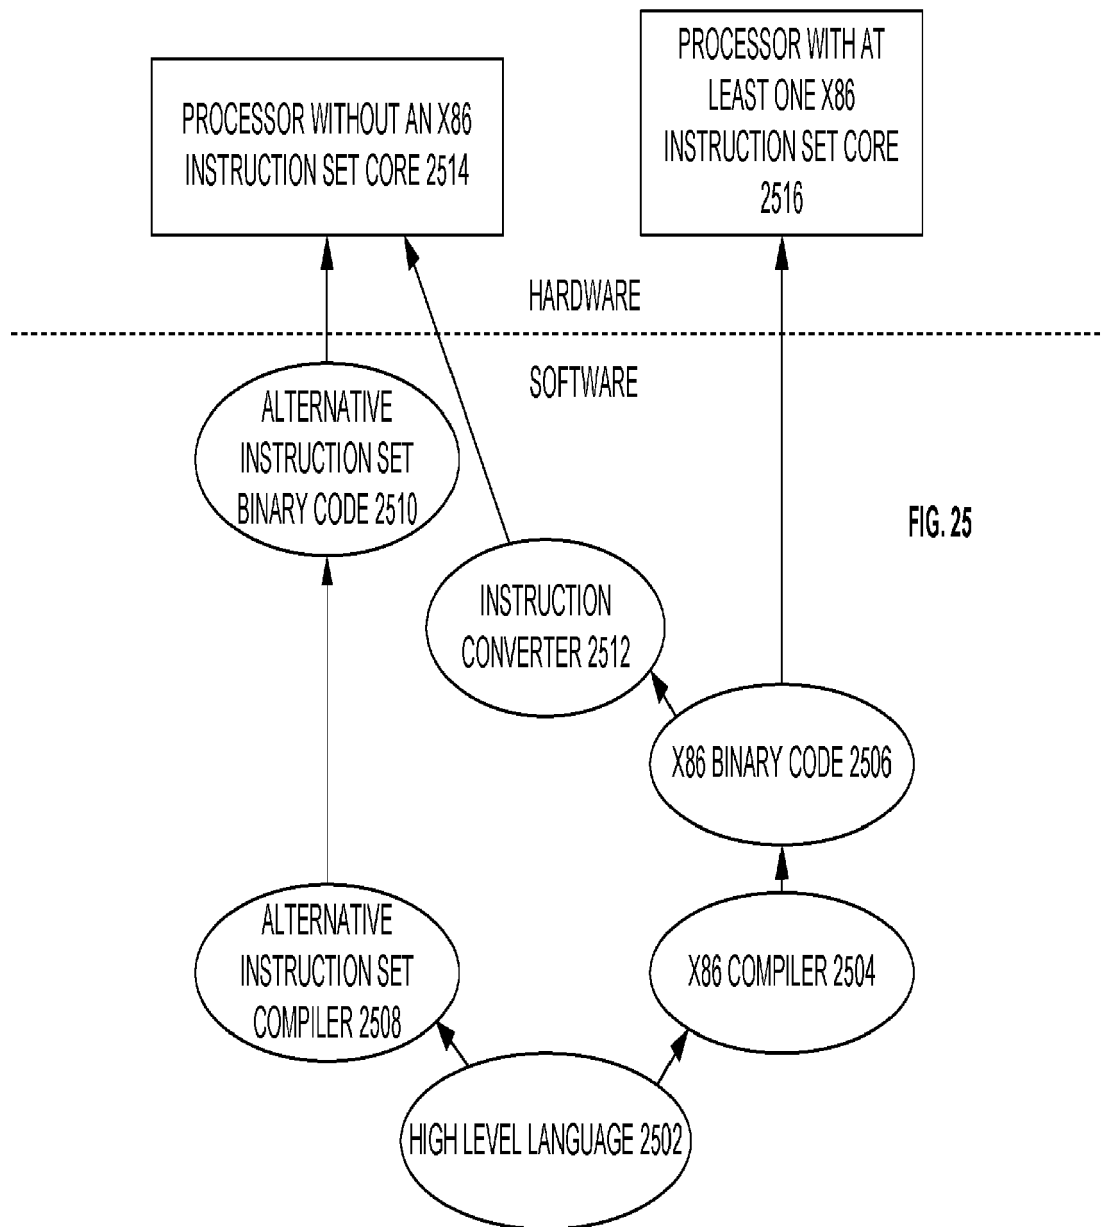 PROCESSOR WITH AT
LEAST ONE X86
INSTRUCTION SET CORE
2516
PROCESSOR WITHOUT AN X86
INSTRUCTION SET CORE 2514
HARDWARE
SOFTWARE
ALTERNATIVE
INSTRUCTION SET
BINARY CODE 2510
FIG. 25
INSTRUCTION
CONVERTER 2512
X86 BINARY CODE 2506
ALTERNATIVE
INSTRUCTION SET
COMPILER 2508
X86 COMPILER 2504
HIGH LEVEL LANGUAGE 2502